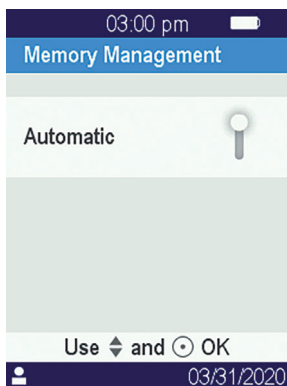 03:00 pm
Memory Management
Automatic
Use and OK
03/31/2020